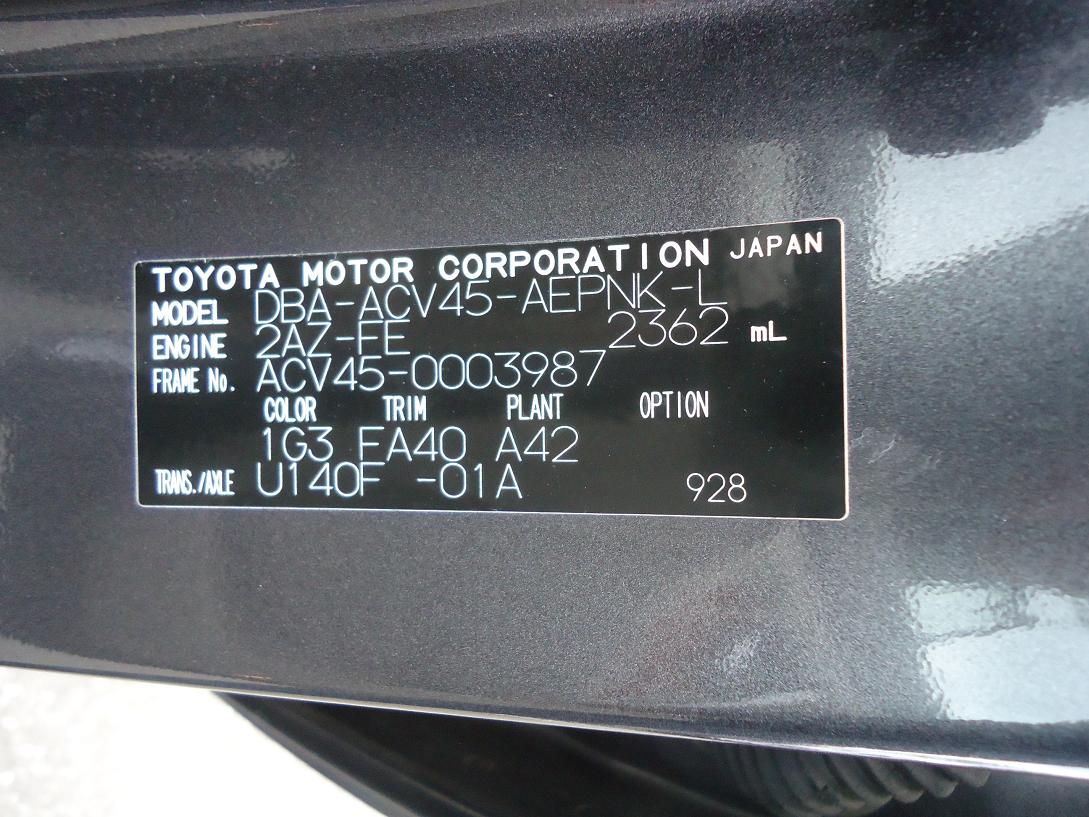 TOYOTA MOTOR CORPORATION JAPAN
MODEL DBA-ACV45-AEPNK-L
ENGINE 2AZ-FE 2362 mL
FRAME No. ACV45-0003987
COLOR TRIM PLANT OPTION
1G3 FA40 A42
TRANS./AXLE U140F -01A 928